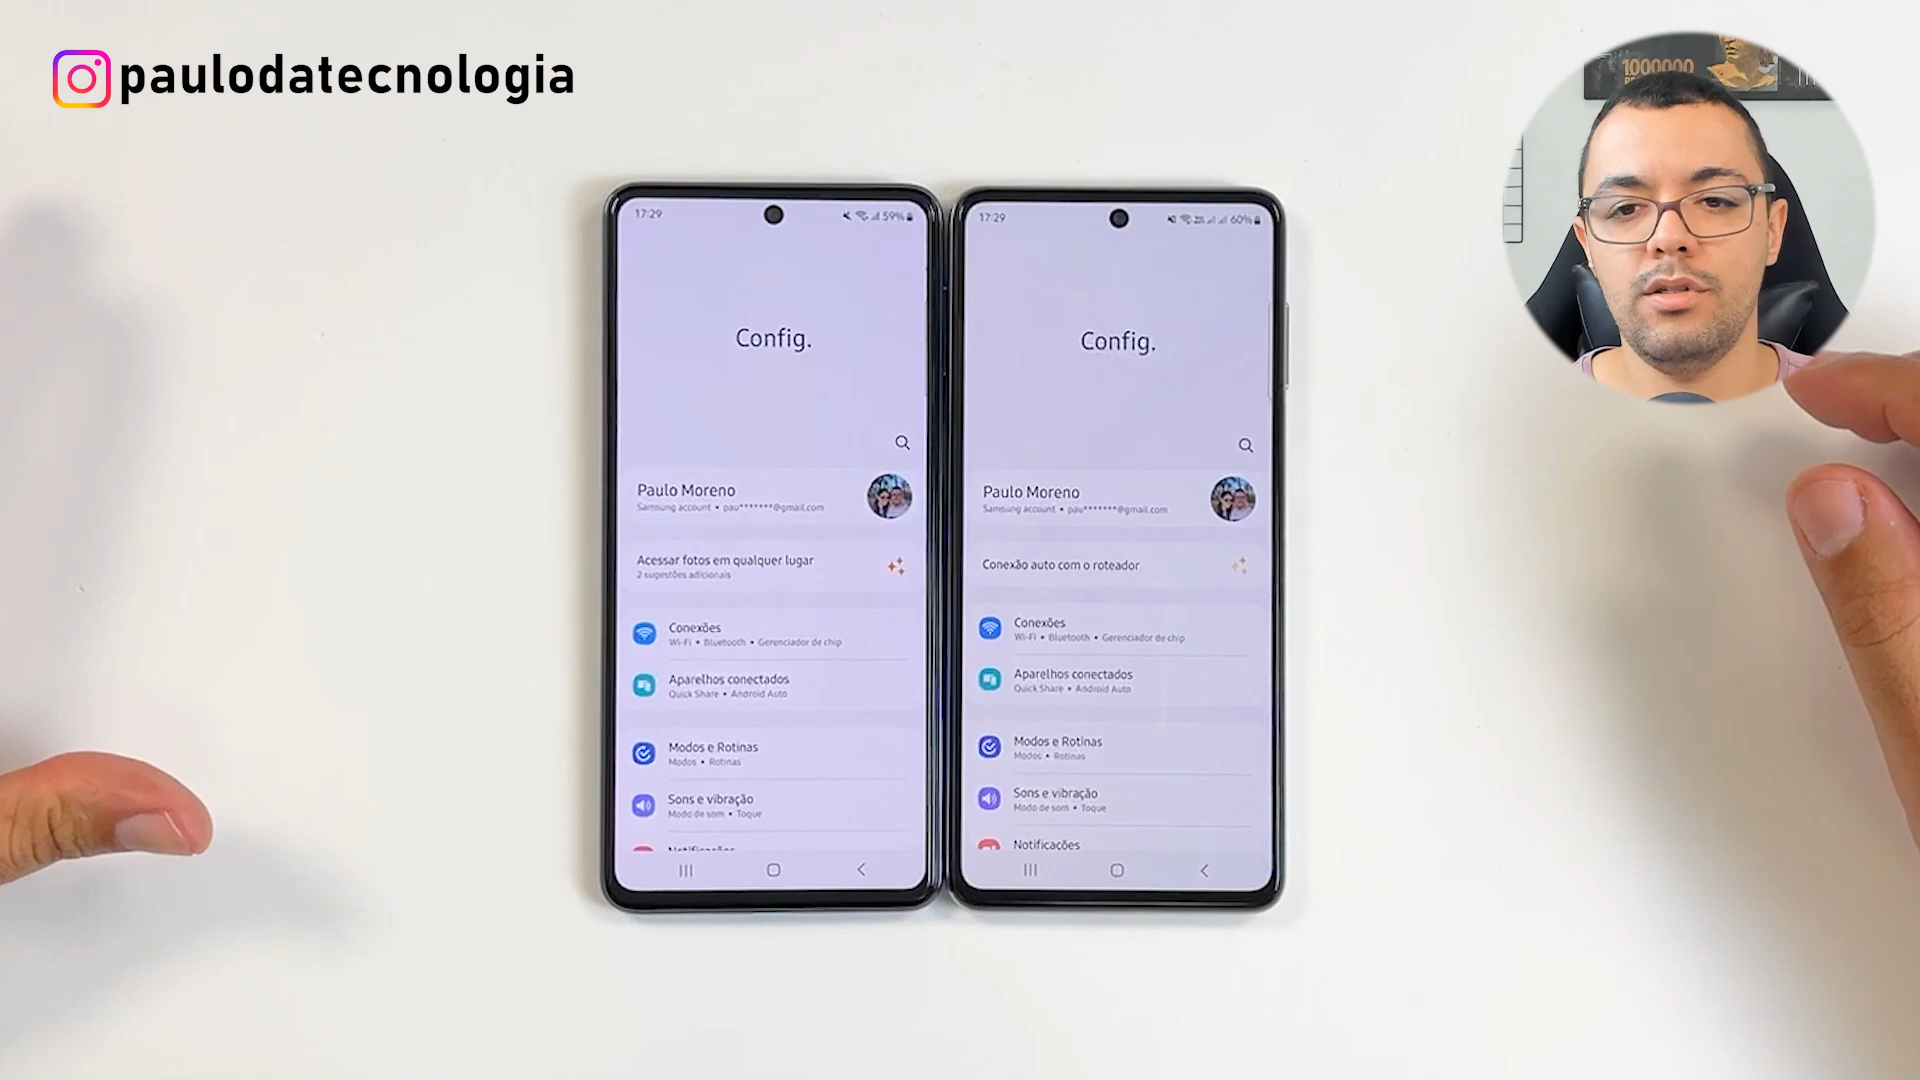 paulodatecnologia
1000000
17:29
59%
Config.
Paulo Moreno
Samsung account • pau*******@gmail.com
Acessar fotos em qualquer lugar
2 sugestões adicionais
Conexões
Wi-Fi • Bluetooth • Gerenciador de chip
Aparelhos conectados
Quick Share • Android Auto
Modos e Rotinas
Modos • Rotinas
Sons e vibração
Modo de som • Toque
17:29
60%
Config.
Paulo Moreno
Samsung account • pau*******@gmail.com
Conexão auto com o roteador
Conexões
Wi-Fi • Bluetooth • Gerenciador de chip
Aparelhos conectados
Quick Share • Android Auto
Modos e Rotinas
Modos • Rotinas
Sons e vibração
Modo de som • Toque
Notificações